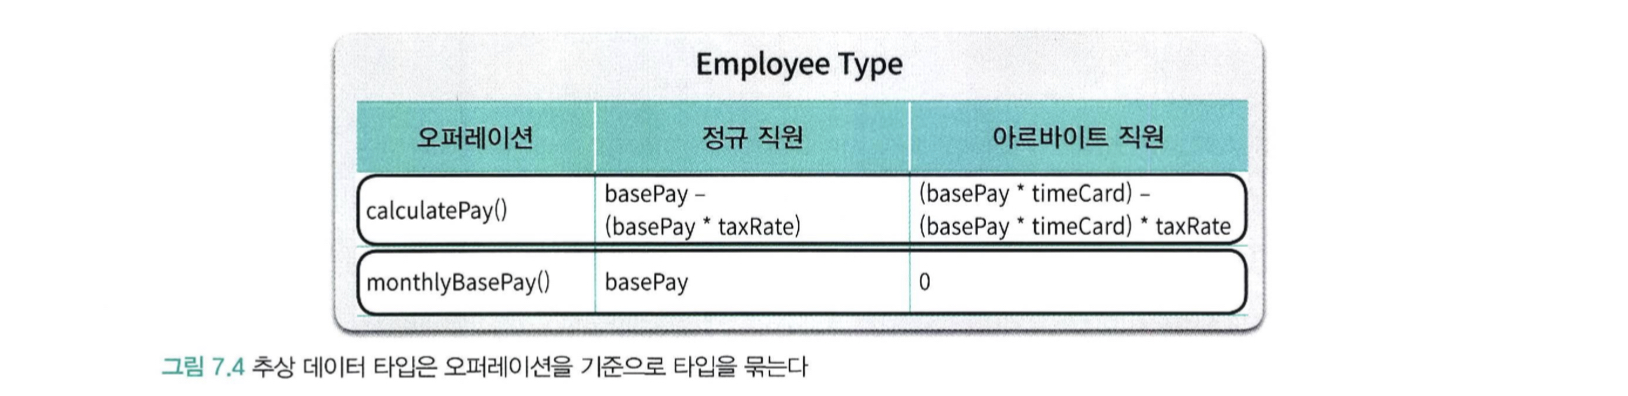 Employee Type
오퍼레이션 정규 직원 아르바이트 직원
calculatePay() basePay – (basePay * timeCard) –
(basePay * taxRate) (basePay * timeCard) * taxRate
monthlyBasePay() basePay 0
그림 7.4 추상 데이터 타입은 오퍼레이션을 기준으로 타입을 묶는다